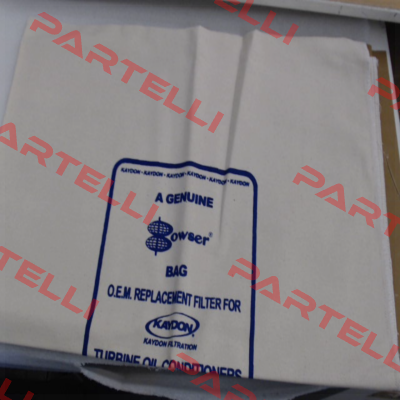 KAYDON - KAYDON - KAYDON - KAYDON - KAYDON
A GENUINE
Bowser®
BAG
O.E.M. REPLACEMENT FILTER FOR
KAYDON
KAYDON FILTRATION
TURBINE OIL CONDITIONERS
PARTELLI
PARTELLI
PARTELLI
PARTELLI
PARTELLI